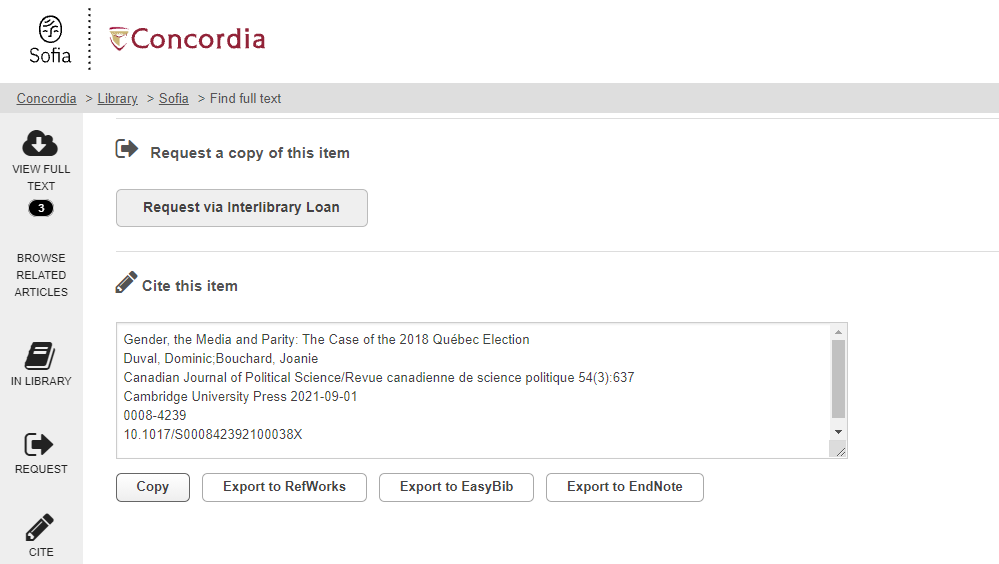 Sofia
Concordia
Concordia > Library > Sofia > Find full text
VIEW FULL
TEXT
3
BROWSE
RELATED
ARTICLES
IN LIBRARY
REQUEST
CITE
Request a copy of this item
Request via Interlibrary Loan
Cite this item
Gender, the Media and Parity: The Case of the 2018 Québec Election
Duval, Dominic;Bouchard, Joanie
Canadian Journal of Political Science/Revue canadienne de science politique 54(3):637
Cambridge University Press 2021-09-01
0008-4239
10.1017/S000842392100038X
Copy Export to RefWorks Export to EasyBib Export to EndNote